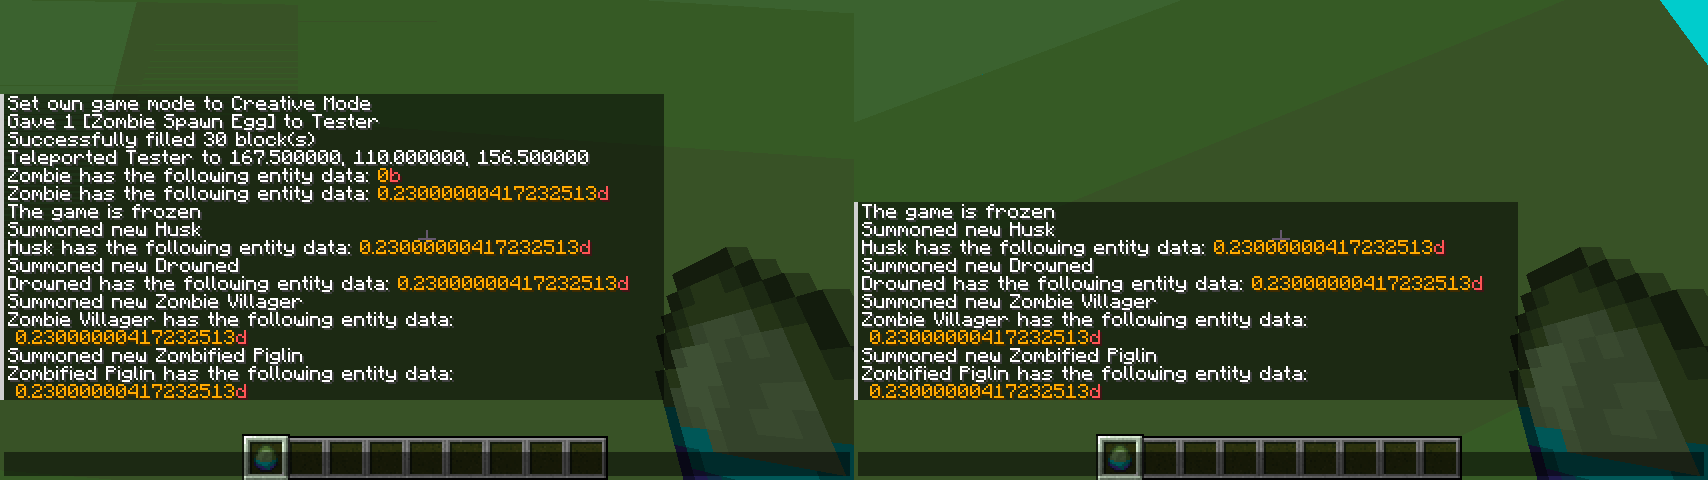 Set own game mode to Creative Mode
Gave 1 [Zombie Spawn Egg] to Tester
Successfully filled 30 block(s)
Teleported Tester to 167.500000, 110.000000, 156.500000
Zombie has the following entity data: 0b
Zombie has the following entity data: 0.23000000417232513d
The game is frozen
Summoned new Husk
Husk has the following entity data: 0.23000000417232513d
Summoned new Drowned
Drowned has the following entity data: 0.23000000417232513d
Summoned new Zombie Villager
Zombie Villager has the following entity data:
0.23000000417232513d
Summoned new Zombified Piglin
Zombified Piglin has the following entity data:
0.23000000417232513d
The game is frozen
Summoned new Husk
Husk has the following entity data: 0.23000000417232513d
Summoned new Drowned
Drowned has the following entity data: 0.23000000417232513d
Summoned new Zombie Villager
Zombie Villager has the following entity data:
0.23000000417232513d
Summoned new Zombified Piglin
Zombified Piglin has the following entity data:
0.23000000417232513d